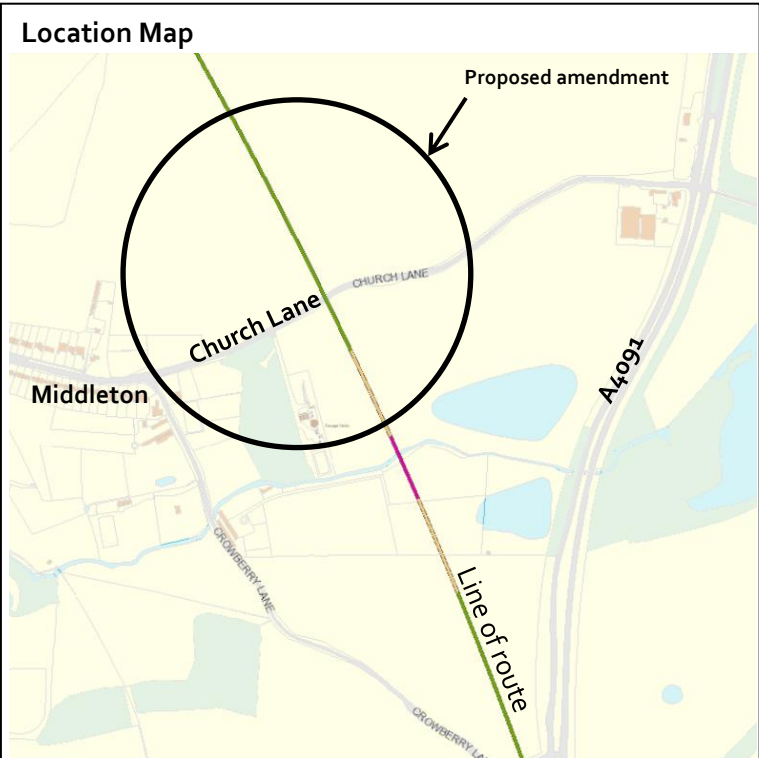 Location Map
Proposed amendment
CHURCH LANE
Church Lane
A4091
Middleton
CROWBERRY LANE
Line of route
CROWBERRY LA